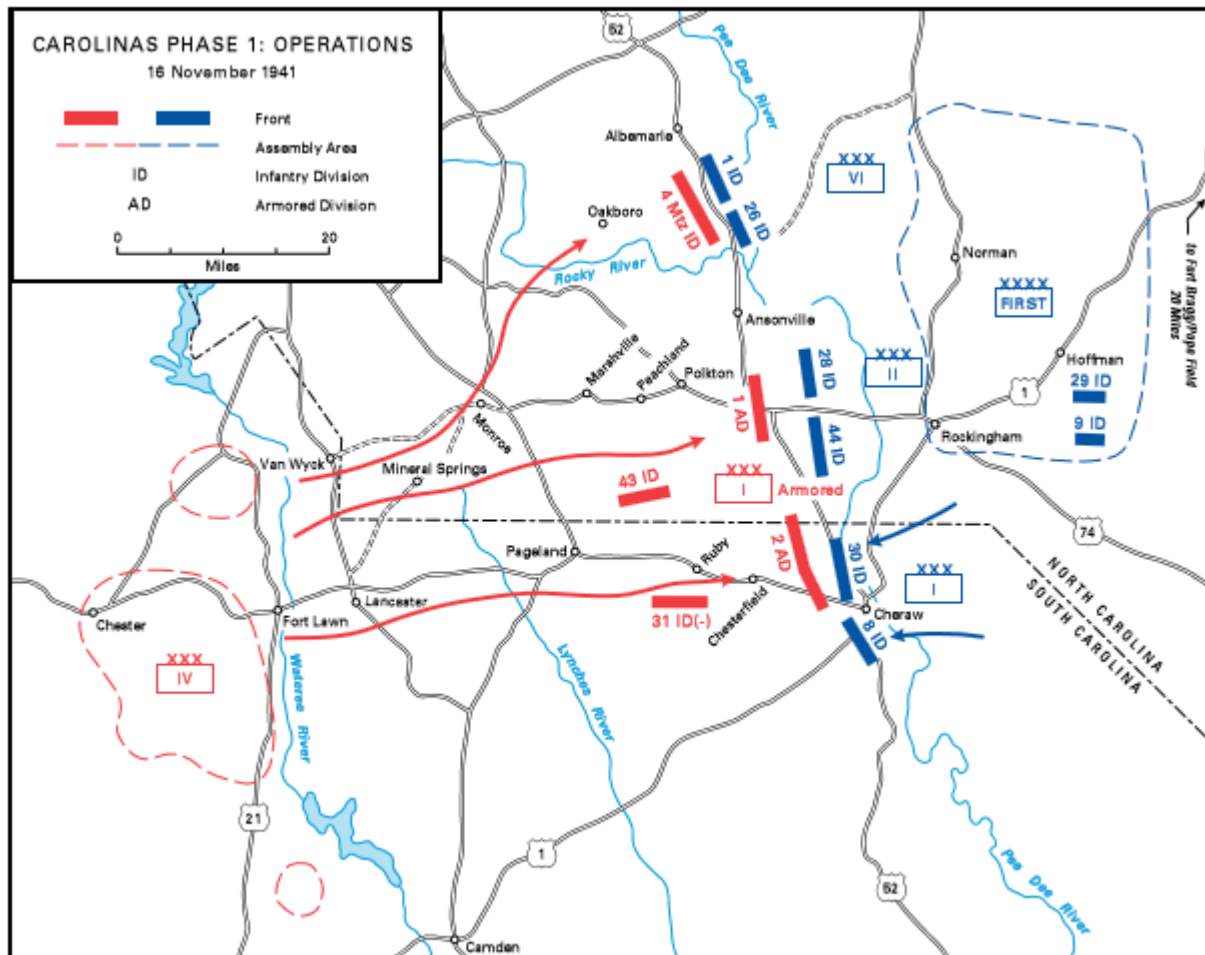 CAROLINAS PHASE 1: OPERATIONS
16 November 1941
Front
Assembly Area
ID Infantry Division
AD Armored Division
0 20
Miles
52
Pee Dee River
Albemarle
1 ID
26 ID
4 Mtz ID
Oakboro
Rocky River
XXX
VI
Norman
XXXX
FIRST
to Fort Bragg/Pope Field
20 Miles
Ansonville
Hoffman
29 ID
9 ID
1
XXX
II
28 ID
44 ID
Rockingham
Marshville
Peachland
Polkton
1 AD
Monroe
Van Wyck
Mineral Springs
43 ID
I Armored
XXX
74
NORTH CAROLINA
SOUTH CAROLINA
Pageland
Ruby
2 AD
30 ID
XXX
I
Chester
Fort Lawn
Lancaster
31 ID(-)
Chesterfield
Cheraw
8 ID
XXX
IV
Wateree River
Lynches River
21
1
52
Pee Dee River
Camden